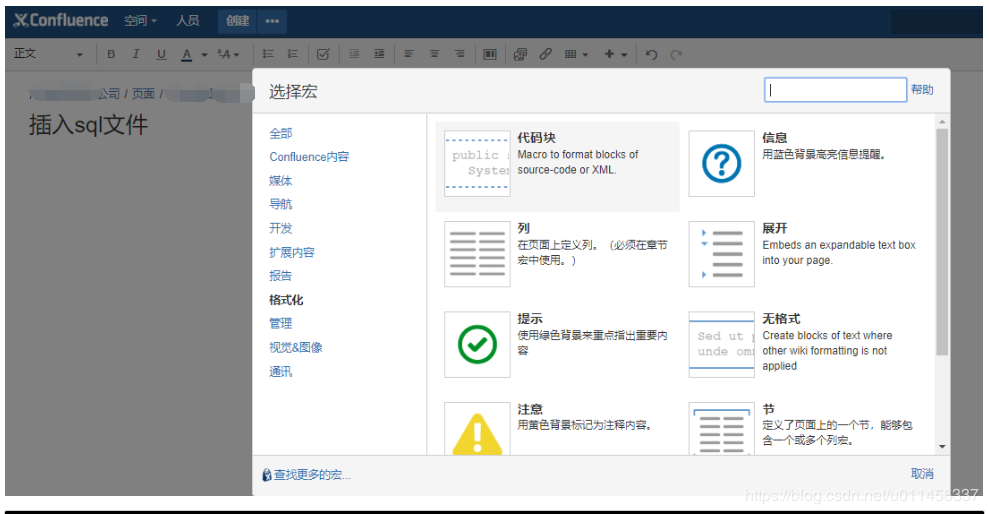 Confluence 空间 人员 创建 •••
正文 B I U A ªA
公司 / 页面 /
插入sql文件
选择宏
帮助
全部
Confluence内容
媒体
导航
开发
扩展内容
报告
格式化
管理
视觉&图像
通讯
public s
System
代码块
Macro to format blocks of
source-code or XML.
信息
用蓝色背景高亮信息提醒。
列
在页面上定义列。（必须在章节
宏中使用。）
展开
Embeds an expandable text box
into your page.
提示
使用绿色背景来重点指出重要内
容
Sed ut p
unde omn
无格式
Create blocks of text where
other wiki formatting is not
applied
注意
用黄色背景标记为注释内容。
节
定义了页面上的一个节，能够包
含一个或多个列宏。
查找更多的宏...
取消
https://blog.csdn.net/u011458337